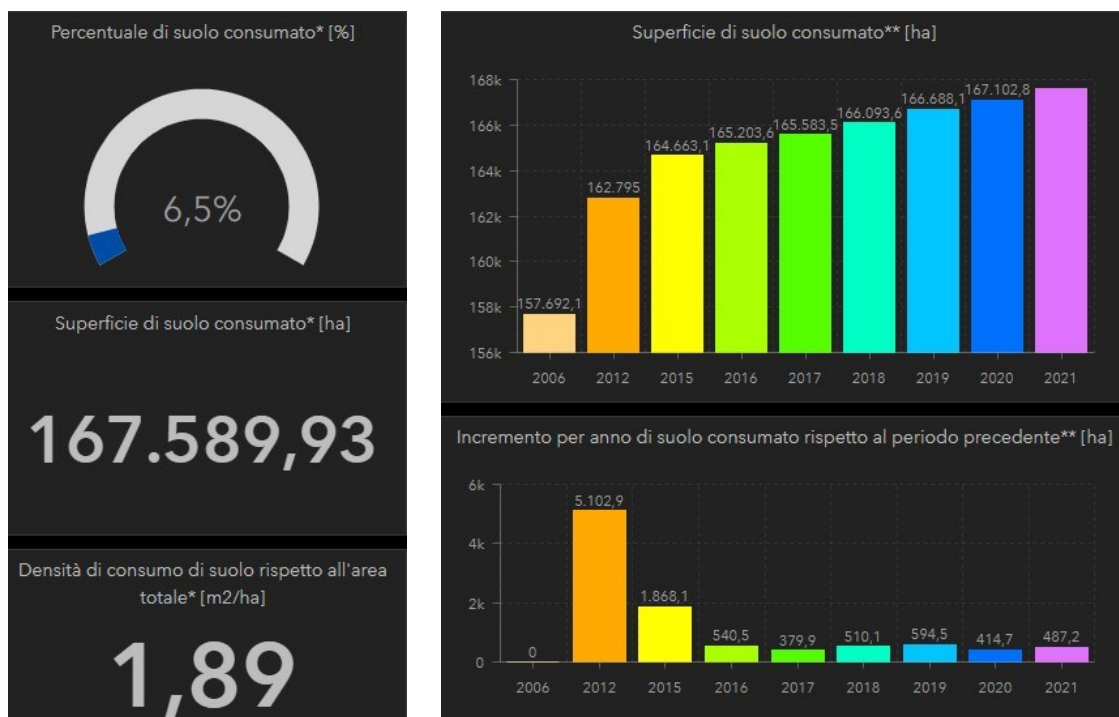 Percentuale di suolo consumato* [%]
6,5%
Superficie di suolo consumato* [ha]
167.589,93
Densità di consumo di suolo rispetto all'area
totale* [m2/ha]
1,89
Superficie di suolo consumato** [ha]
168k
166k
164k
162k
160k
158k
156k
157.692,1
162.795
164.663,1
165.203,6
165.583,5
166.093,6
166.688,1
167.102,8
2006 2012 2015 2016 2017 2018 2019 2020 2021
Incremento per anno di suolo consumato rispetto al periodo precedente** [ha]
6k
4k
2k
0
0
5.102,9
1.868,1
540,5
379,9
510,1
594,5
414,7
487,2
2006 2012 2015 2016 2017 2018 2019 2020 2021